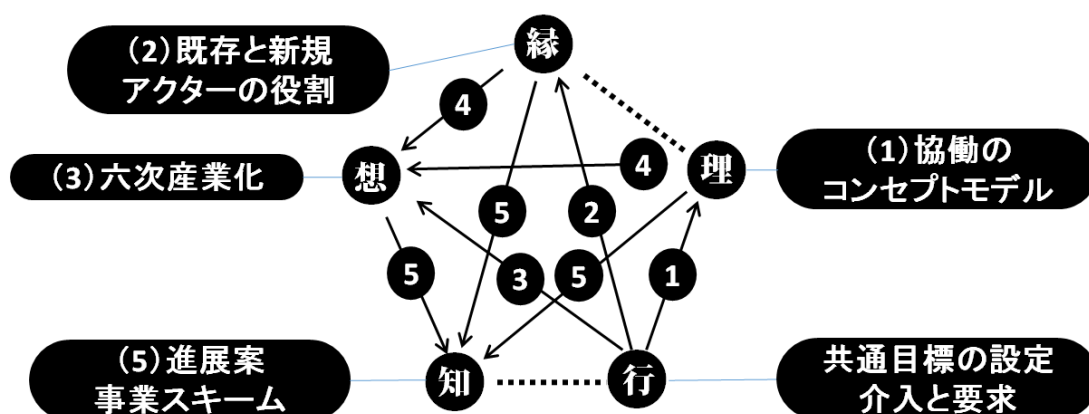 (2)既存と新規
アクターの役割
縁
4
(3)六次産業化
想
4
理
(1)協働の
コンセプトモデル
5
2
5
3
5
1
(5)進展案
事業スキーム
知
行
共通目標の設定
介入と要求